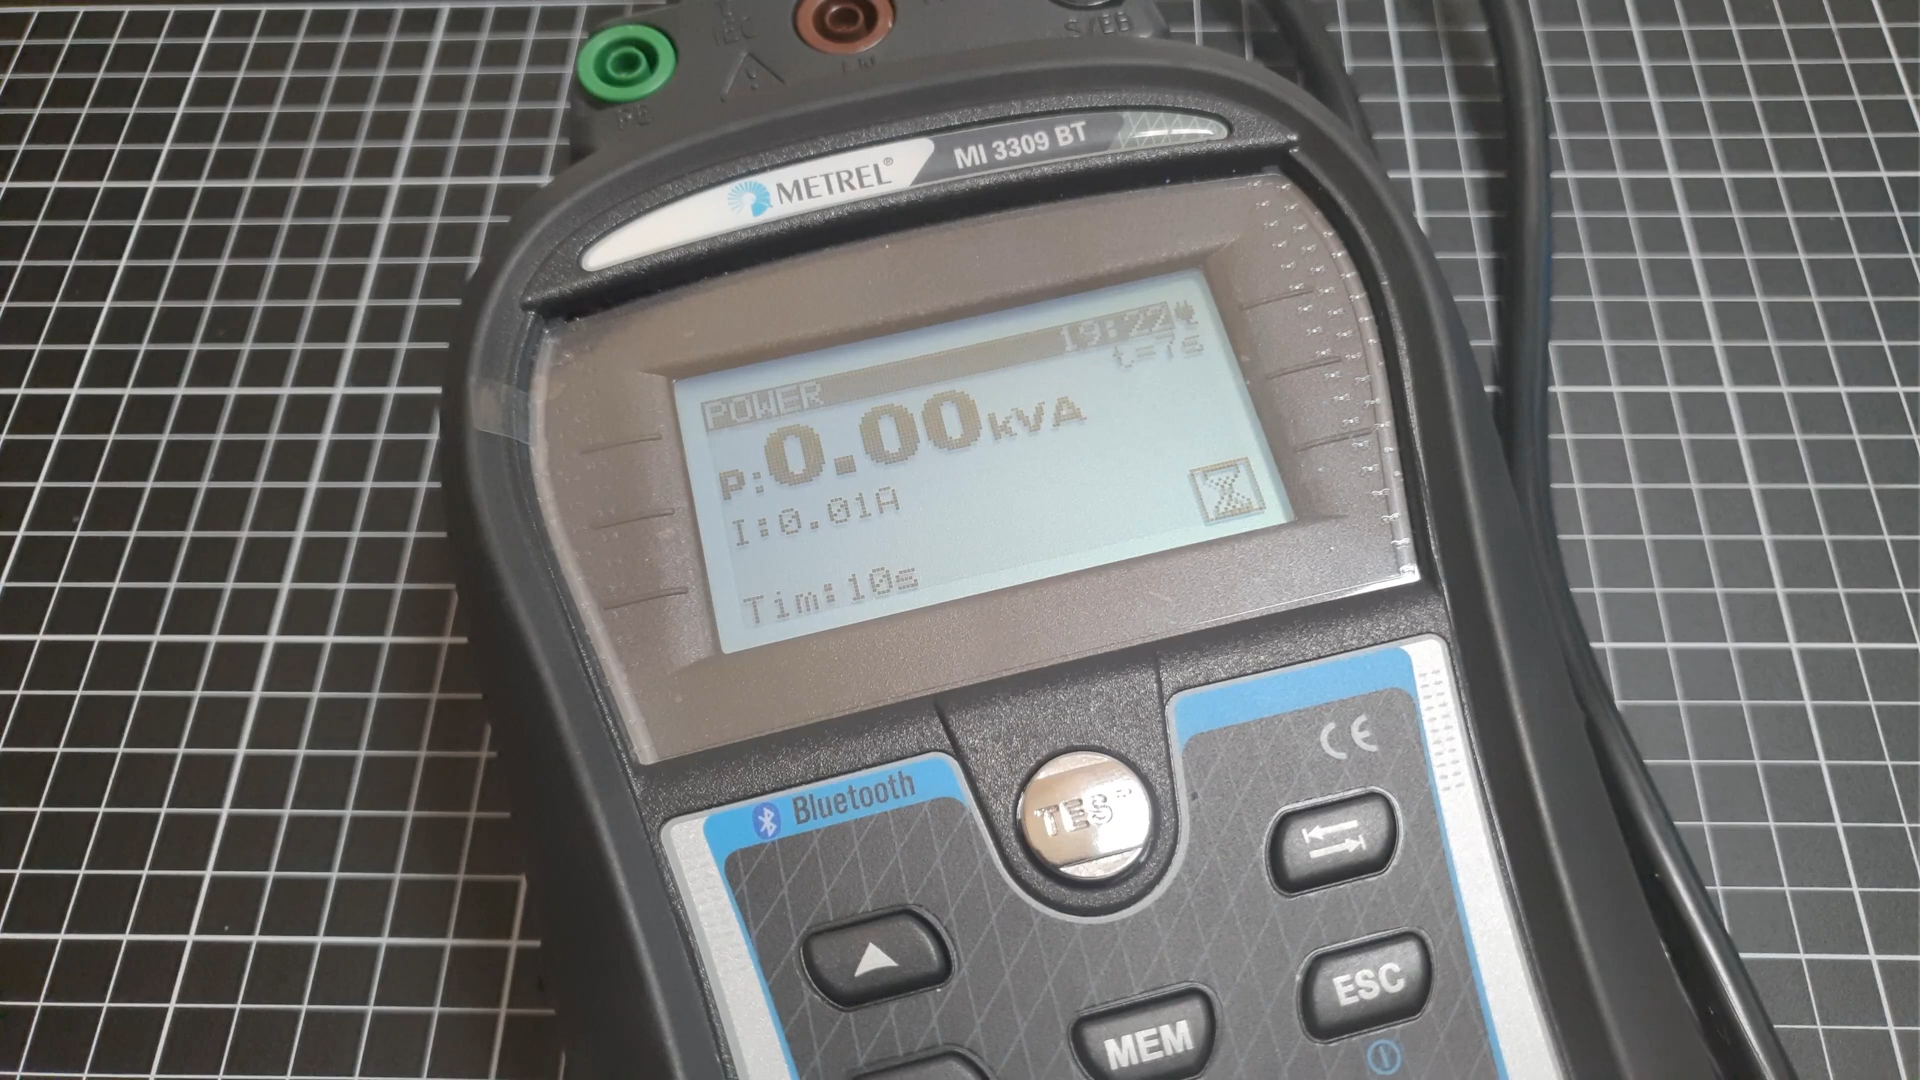 S/EB
PE
METREL® MI 3309 BT
19:22
POWER
t=7s
P:0.00kVA
I:0.01A
Tim:10s
CE
Bluetooth
TEST
ESC
MEM